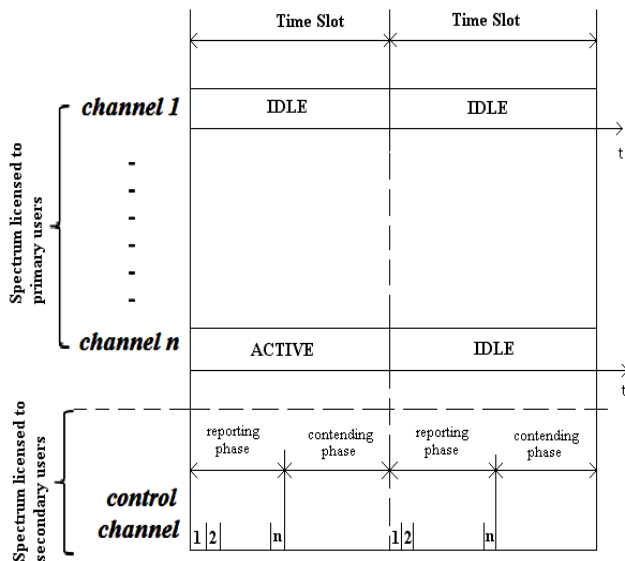 Time Slot Time Slot
channel 1 IDLE IDLE
t
Spectrum licensed to
primary users
channel n ACTIVE IDLE
t
Spectrum licensed to
secondary users
reporting
phase
contending
phase
reporting
phase
contending
phase
control
channel
1 2 n 1 2 n